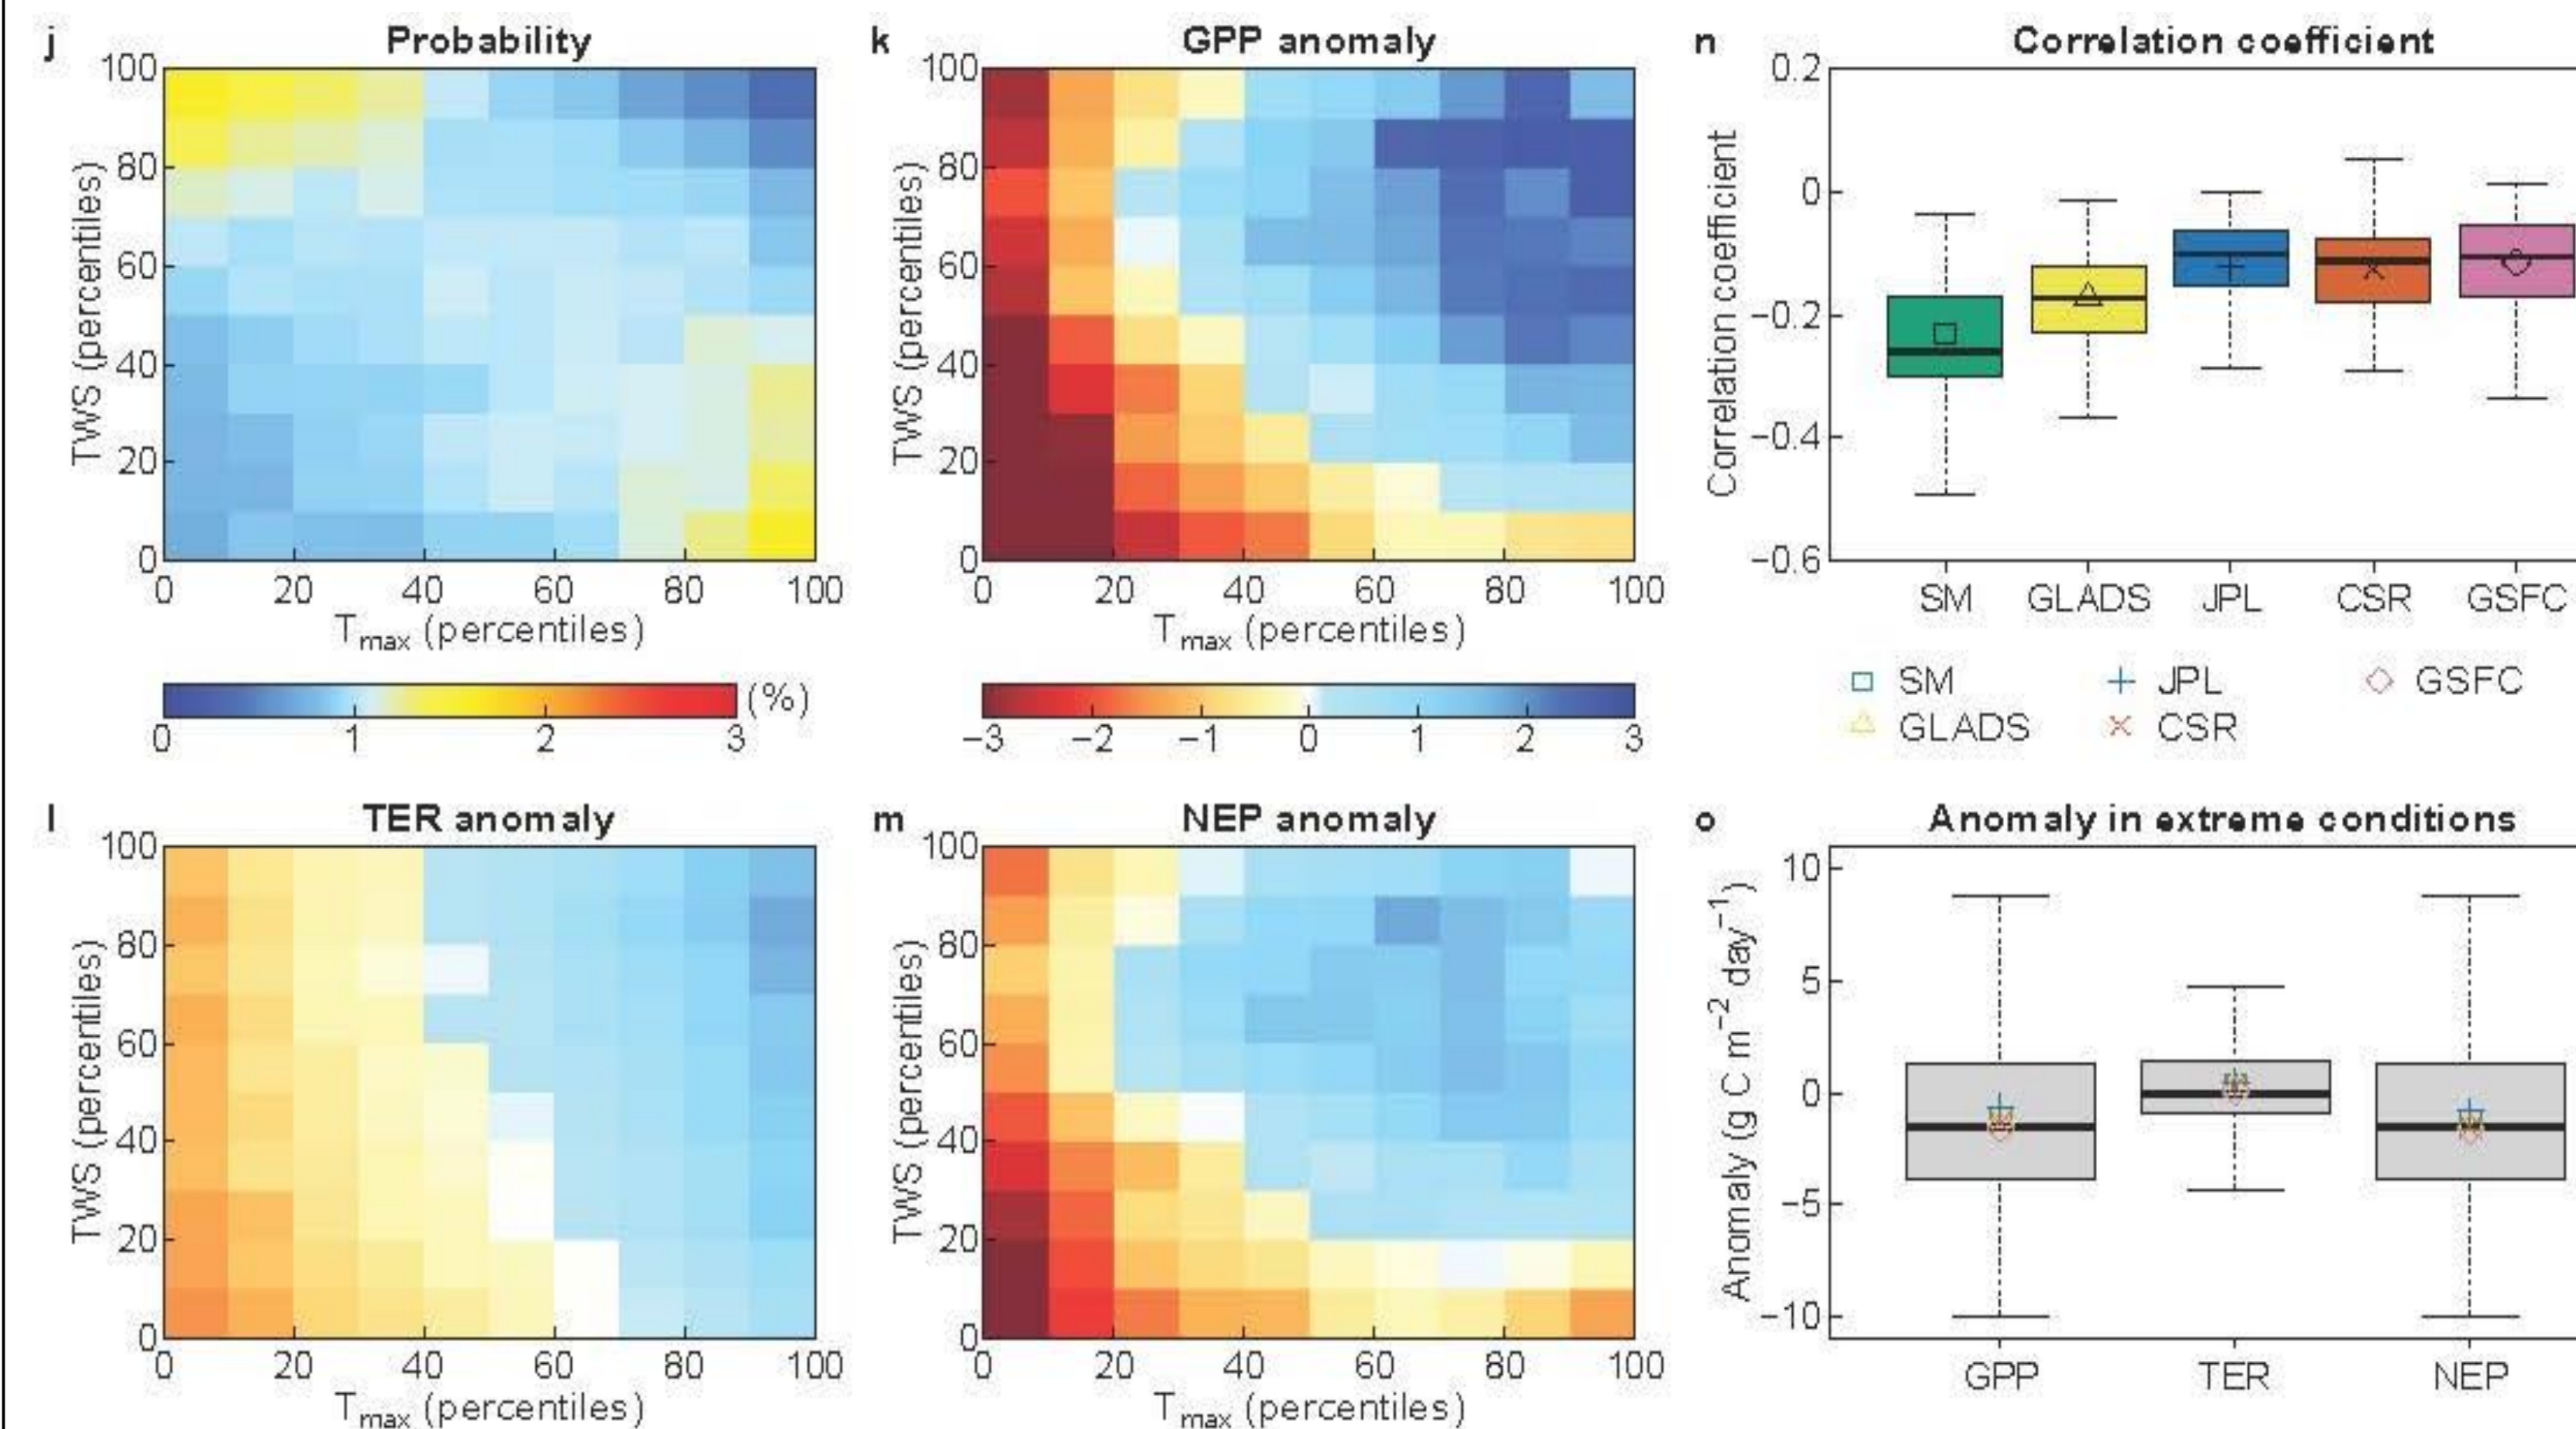 j Probability
100
80
60
40
20
0
TWS (percentiles)
0 20 40 60 80 100
Tmax (percentiles)
0 1 2 3 (%)
k GPP anomaly
100
80
60
40
20
0
TWS (percentiles)
0 20 40 60 80 100
Tmax (percentiles)
−3 −2 −1 0 1 2 3
n Correlation coefficient
0.2
0
−0.2
−0.4
−0.6
Correlation coefficient
SM GLADS JPL CSR GSFC
SM JPL GSFC
GLADS CSR
l TER anomaly
100
80
60
40
20
0
TWS (percentiles)
0 20 40 60 80 100
Tmax (percentiles)
m NEP anomaly
100
80
60
40
20
0
TWS (percentiles)
0 20 40 60 80 100
Tmax (percentiles)
o Anomaly in extreme conditions
10
5
0
−5
−10
Anomaly (g C m−2 day−1)
GPP TER NEP